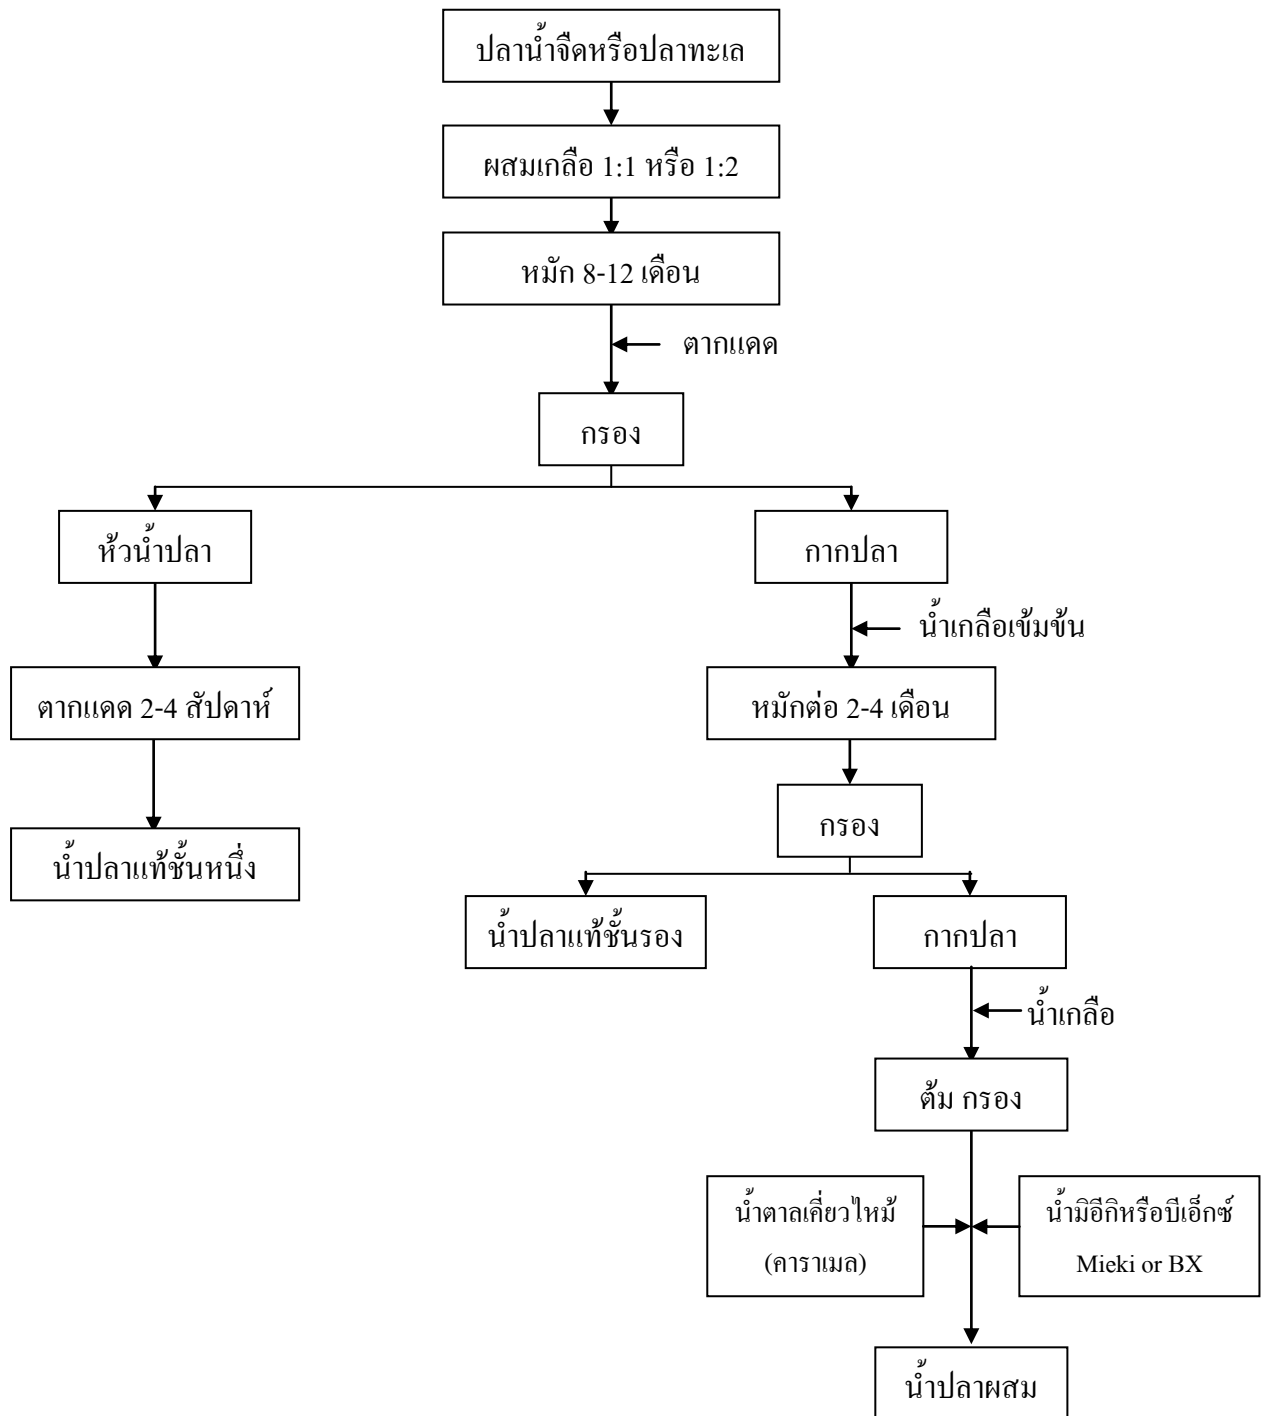 ปลาน้ำจืดหรือปลาทะเล
ผสมเกลือ 1:1 หรือ 1:2
หมัก 8-12 เดือน
ตากแดด
กรอง
ห้วน้ำปลา
กากปลา
น้ำเกลือเข้มข้น
ตากแดด 2-4 สัปดาห์
หมักต่อ 2-4 เดือน
กรอง
น้ำปลาแท้ชั้นหนึ่ง
น้ำปลาแท้ชั้นรอง
กากปลา
น้ำเกลือ
ต้ม กรอง
น้ำตาลเคี่ยวไหม้
(คาราเมล)
น้ำมิอีกิหรือบีเอ็กซ์
Mieki or BX
น้ำปลาผสม